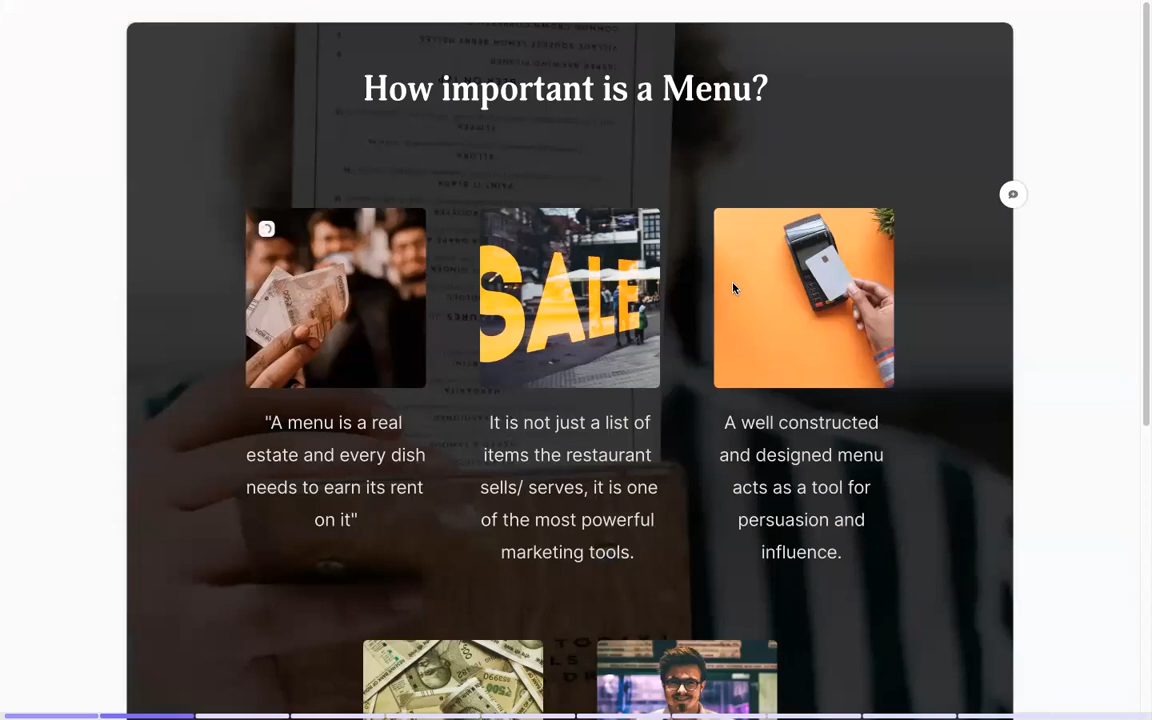 How important is a Menu?
SALE
"A menu is a real
estate and every dish
needs to earn its rent
on it"
It is not just a list of
items the restaurant
sells/ serves, it is one
of the most powerful
marketing tools.
A well constructed
and designed menu
acts as a tool for
persuasion and
influence.